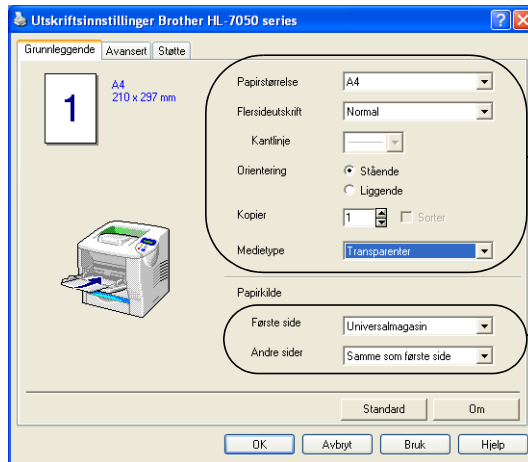 Utskriftsinnstillinger Brother HL-7050 series
Grunnleggende Avansert Støtte
1
A4
210 x 297 mm
Papirstørrelse A4
Flersideutskrift Normal
Kantlinje
Orientering Stående
Liggende
Kopier 1 Sorter
Medietype Transparenter
Papirkilde
Første side Universalmagasin
Andre sider Samme som første side
Standard Om
OK Avbryt Bruk Hjelp